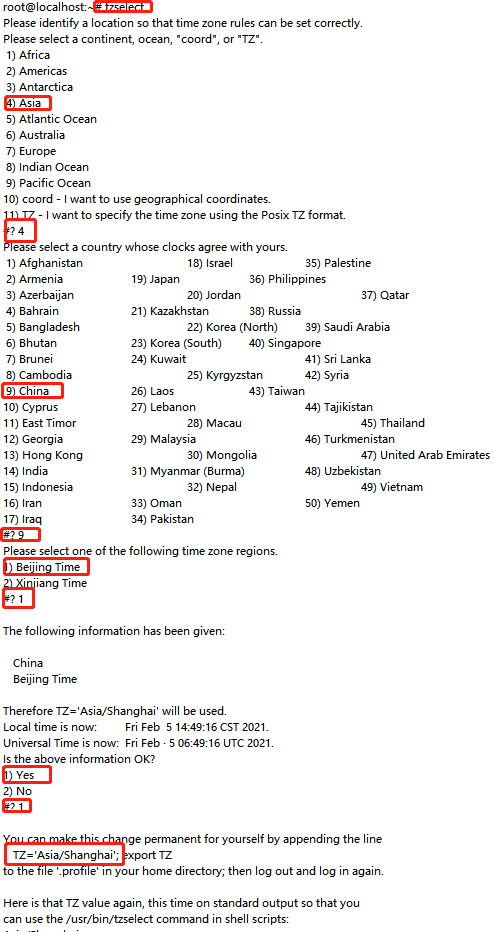 root@localhost:~# tzselect
Please identify a location so that time zone rules can be set correctly.
Please select a continent, ocean, "coord", or "TZ".
1) Africa
2) Americas
3) Antarctica
4) Asia
5) Atlantic Ocean
6) Australia
7) Europe
8) Indian Ocean
9) Pacific Ocean
10) coord - I want to use geographical coordinates.
11) TZ - I want to specify the time zone using the Posix TZ format.
#? 4
Please select a country whose clocks agree with yours.
1) Afghanistan 18) Israel 35) Palestine
2) Armenia 19) Japan 36) Philippines
3) Azerbaijan 20) Jordan 37) Qatar
4) Bahrain 21) Kazakhstan 38) Russia
5) Bangladesh 22) Korea (North) 39) Saudi Arabia
6) Bhutan 23) Korea (South) 40) Singapore
7) Brunei 24) Kuwait 41) Sri Lanka
8) Cambodia 25) Kyrgyzstan 42) Syria
9) China 26) Laos 43) Taiwan
10) Cyprus 27) Lebanon 44) Tajikistan
11) East Timor 28) Macau 45) Thailand
12) Georgia 29) Malaysia 46) Turkmenistan
13) Hong Kong 30) Mongolia 47) United Arab Emirates
14) India 31) Myanmar (Burma) 48) Uzbekistan
15) Indonesia 32) Nepal 49) Vietnam
16) Iran 33) Oman 50) Yemen
17) Iraq 34) Pakistan
#? 9
Please select one of the following time zone regions.
1) Beijing Time
2) Xinjiang Time
#? 1
The following information has been given:
China
Beijing Time
Therefore TZ='Asia/Shanghai' will be used.
Local time is now: Fri Feb 5 14:49:16 CST 2021.
Universal Time is now: Fri Feb · 5 06:49:16 UTC 2021.
Is the above information OK?
1) Yes
2) No
#? 1
You can make this change permanent for yourself by appending the line
TZ='Asia/Shanghai'; export TZ
to the file '.profile' in your home directory; then log out and log in again.
Here is that TZ value again, this time on standard output so that you
can use the /usr/bin/tzselect command in shell scripts: